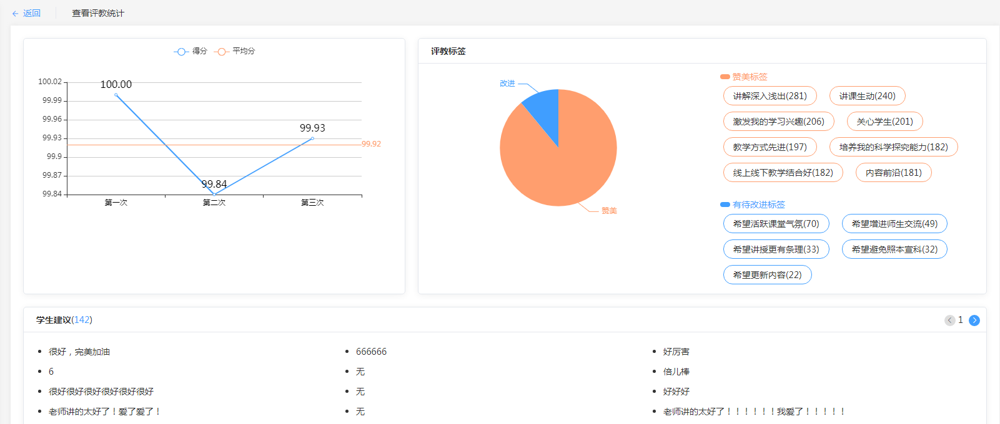 返回 查看评教统计
得分 平均分
100.02
99.99
99.96
99.93
99.9
99.87
99.84
100.00
99.84
99.93
99.92
第一次 第二次 第三次
评教标签
改进
赞美
赞美标签
讲解深入浅出(281) 讲课生动(240)
激发我的学习兴趣(206) 关心学生(201)
教学方式先进(197) 培养我的科学探究能力(182)
线上线下教学结合好(182) 内容前沿(181)
有待改进标签
希望活跃课堂气氛(70) 希望增进师生交流(49)
希望讲授更有条理(33) 希望避免照本宣科(32)
希望更新内容(22)
学生建议(142) 1
很好，完美加油 666666 好厉害
6 无 倍儿棒
很好很好很好很好很好很好 无 好好好
老师讲的太好了！爱了爱了！ 无 老师讲的太好了！！！！！！我爱了！！！！！